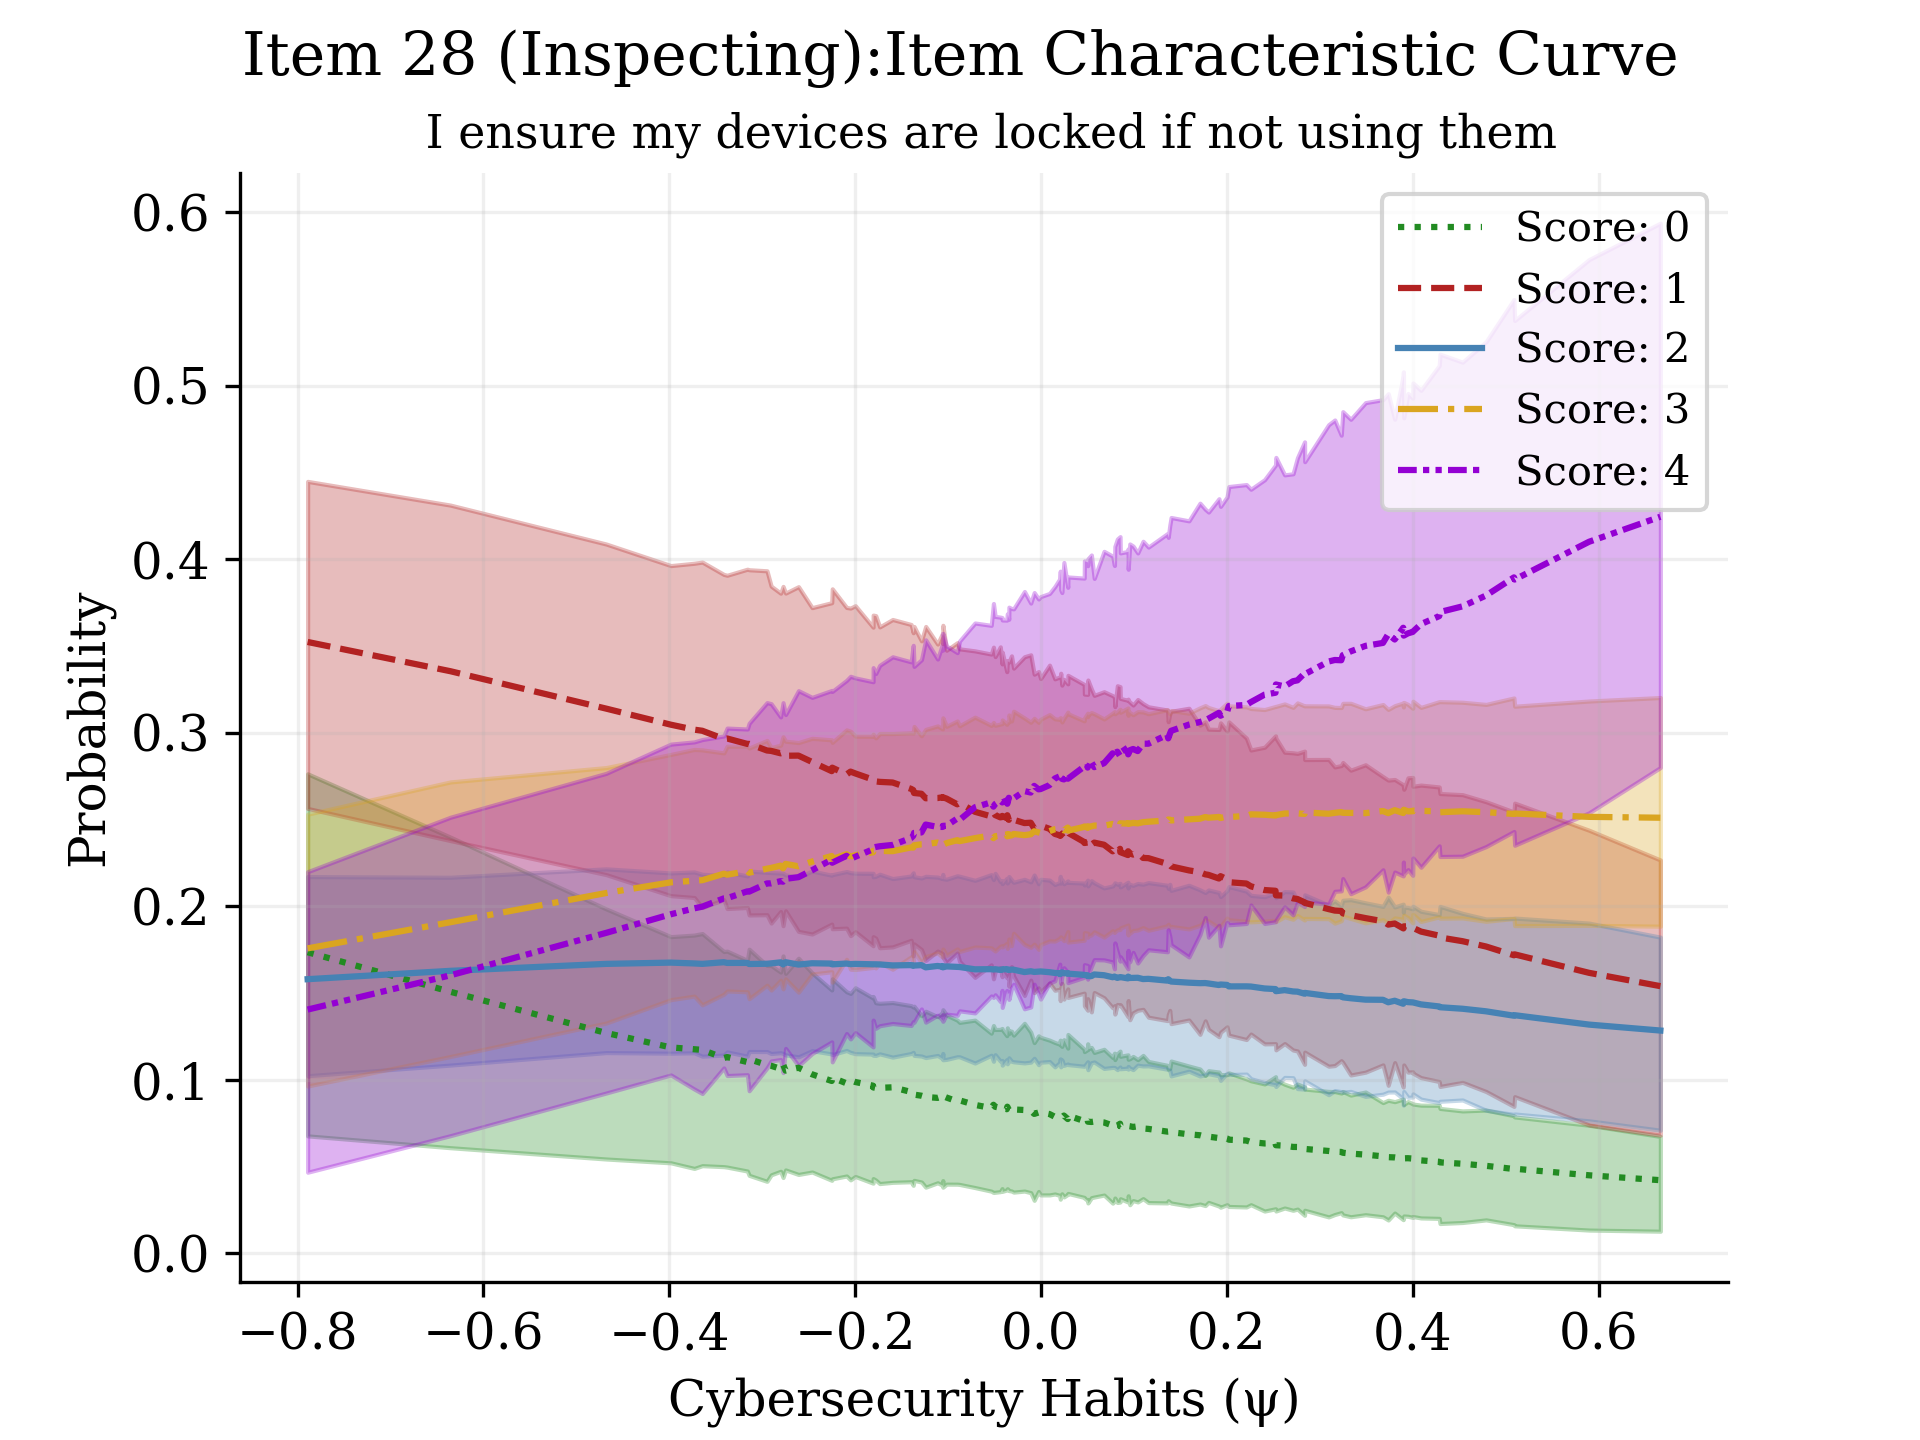 Item 28 (Inspecting):Item Characteristic Curve
I ensure my devices are locked if not using them
Score: 0
Score: 1
Score: 2
Score: 3
Score: 4
0.6
0.5
0.4
0.3
0.2
0.1
0.0
Probability
−0.8 −0.6 −0.4 −0.2 0.0 0.2 0.4 0.6
Cybersecurity Habits (ψ)